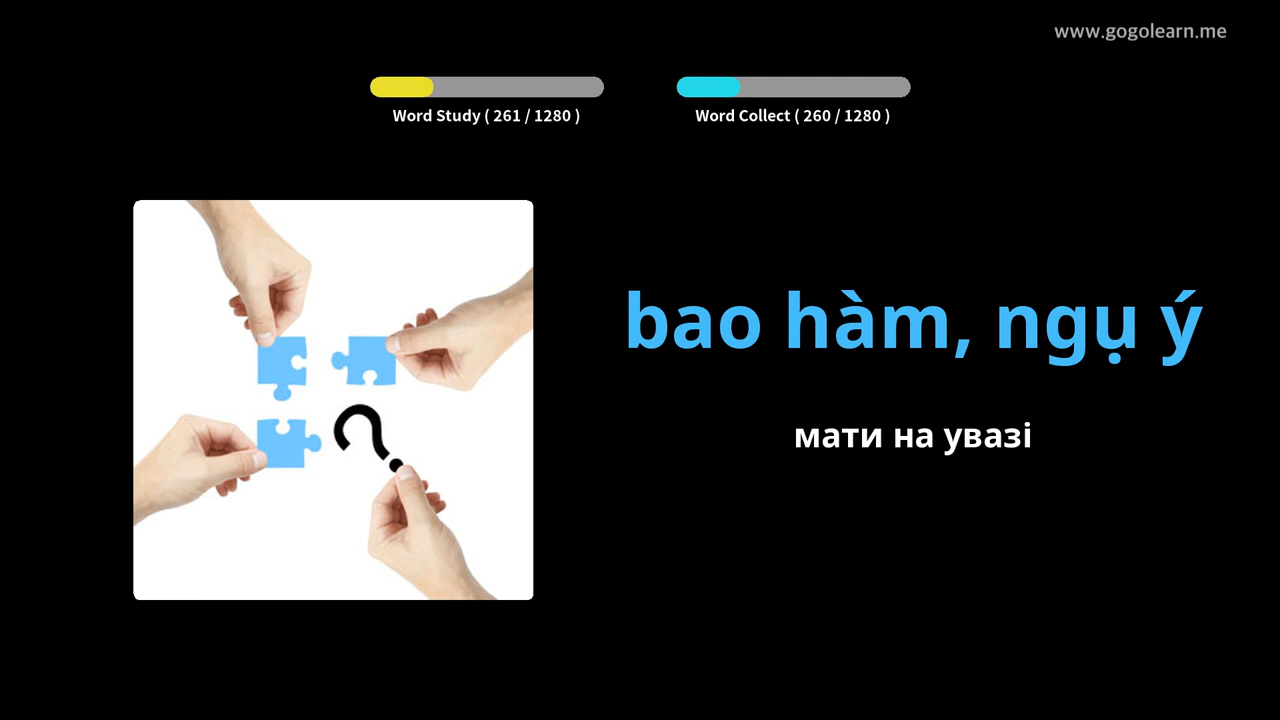 www.gogolearn.me
Word Study ( 261 / 1280 )
Word Collect ( 260 / 1280 )
bao hàm, ngụ ý
мати на увазі
?